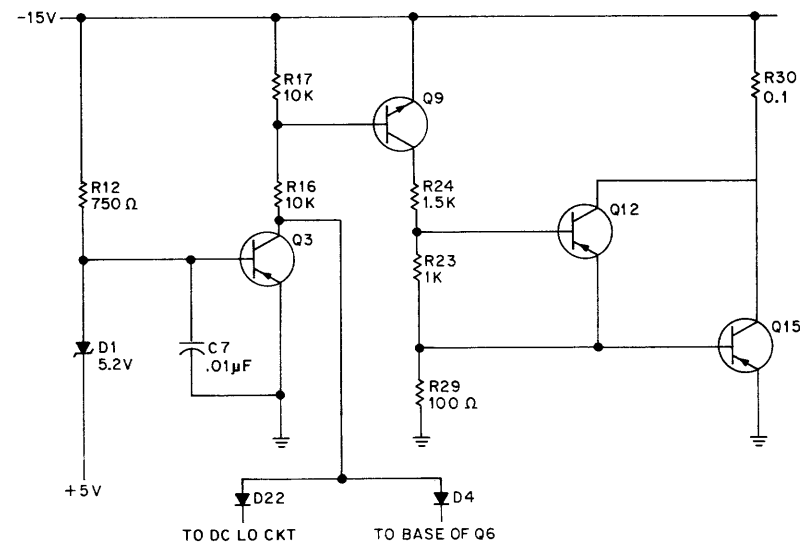 -15V
R17
10K
Q9
R30
0.1
R12
750 Ω
R16
10K
R24
1.5K
Q12
Q3
R23
1K
D1
5.2V
C7
.01µF
Q15
R29
100 Ω
+5V
D22
D4
TO DC LO CKT
TO BASE OF Q6